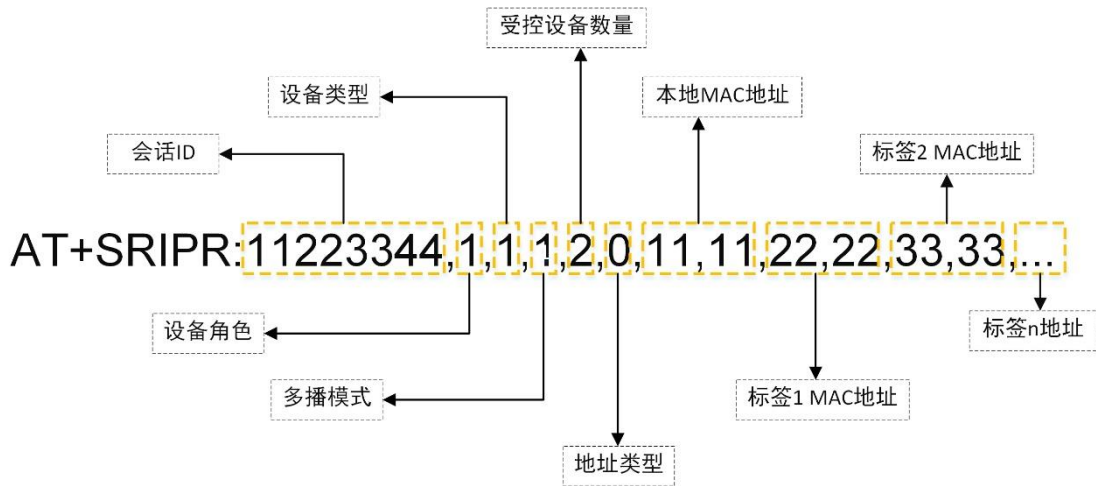 受控设备数量
设备类型
本地MAC地址
会话ID
标签2 MAC地址
AT+SRIPR:11223344,1,1,1,2,0,11,11,22,22,33,33,...
设备角色
标签n地址
多播模式
标签1 MAC地址
地址类型